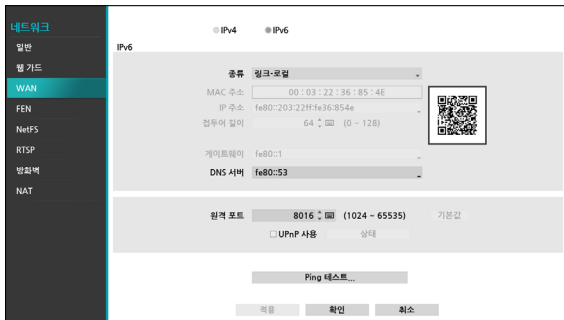 네트워크
일반
웹 가드
WAN
FEN
NetFS
RTSP
방화벽
NAT
IPv4 IPv6
IPv6
종류 링크-로컬
MAC 주소 00 : 03 : 22 : 36 : 85 : 4E
IP 주소 fe80::203:22ff:fe36:854e
접두어 길이 64 (0 ~ 128)
게이트웨이 fe80::1
DNS 서버 fe80::53
원격 포트 8016 (1024 ~ 65535) 기본값
UPnP 사용 상태
Ping 테스트...
적용 확인 취소